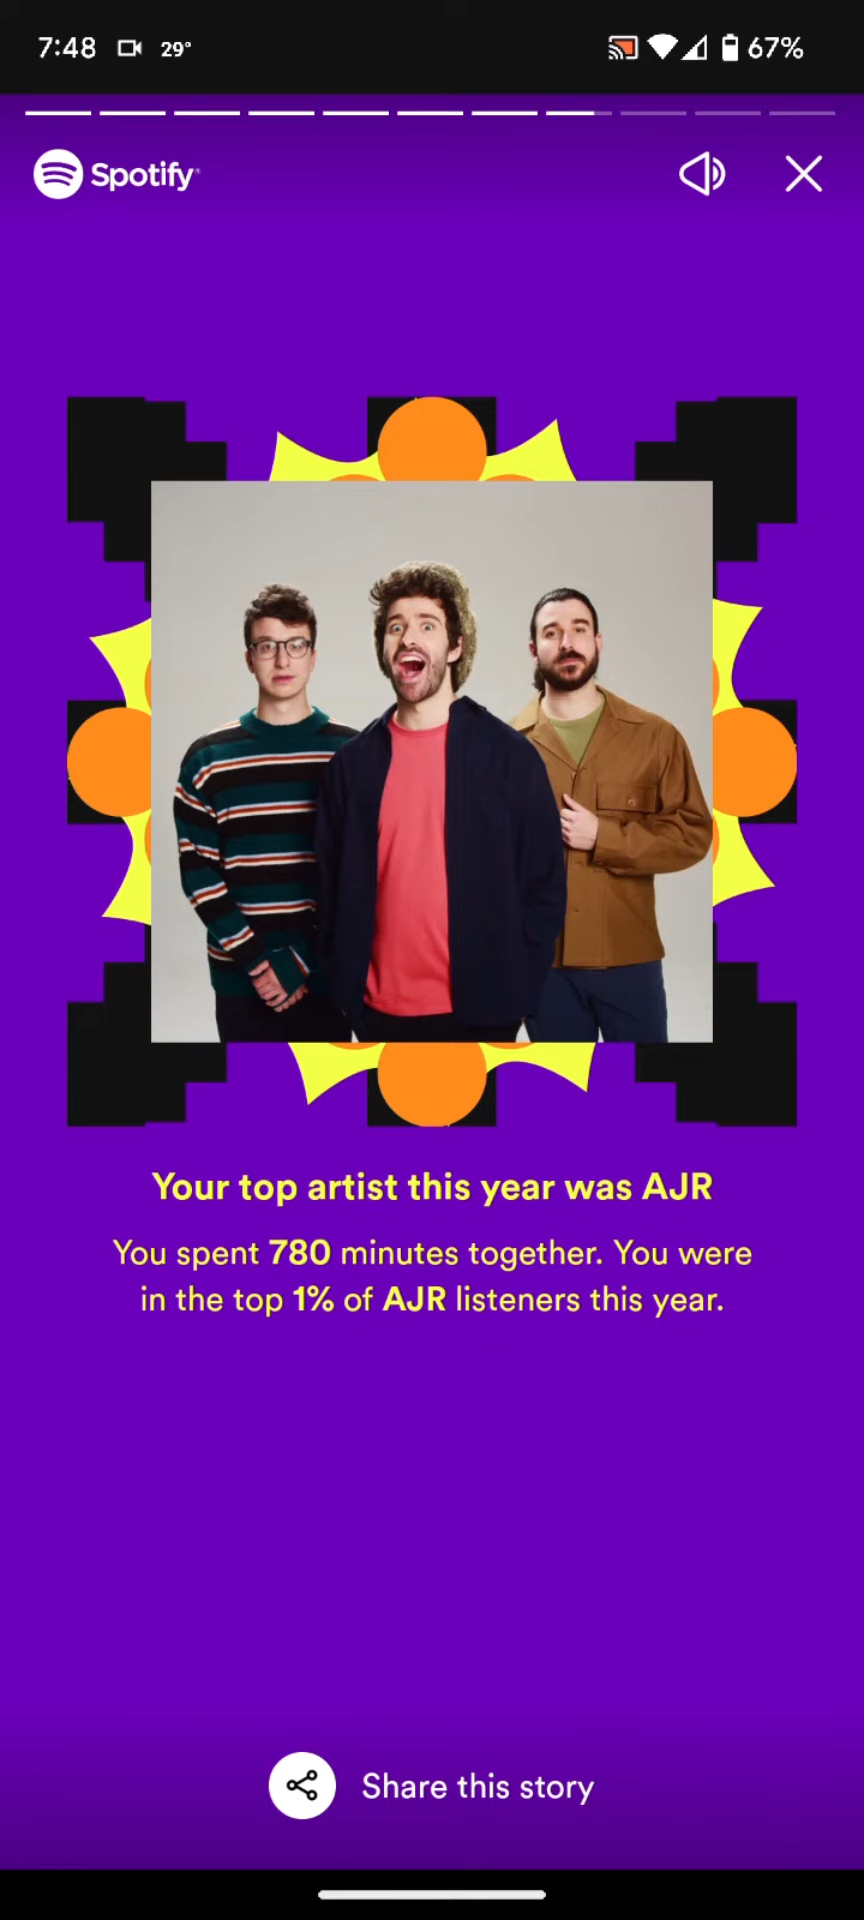 7:48 29° 67%
Spotify
Your top artist this year was AJR
You spent 780 minutes together. You were
in the top 1% of AJR listeners this year.
Share this story